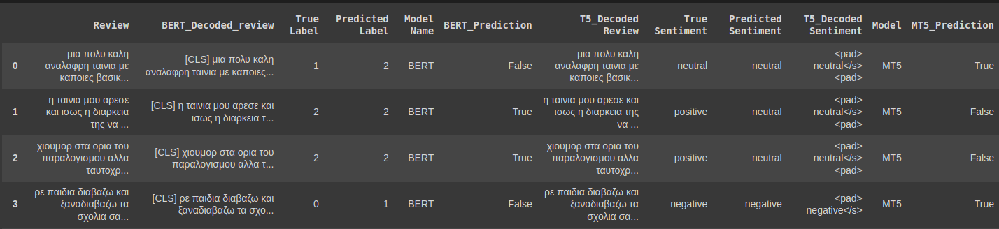 Review BERT_Decoded_review True Label Predicted Label Model Name BERT_Prediction T5_Decoded Review True Sentiment Predicted Sentiment T5_Decoded Sentiment Model MT5_Prediction
0
μια πολυ καλη
αναλαφρη ταινια με
καποιες βασικ...
[CLS] μια πολυ καλη
αναλαφρη ταινια με καποιες...
1 2 BERT False
μια πολυ καλη
αναλαφρη ταινια με
καποιες βασικ...
neutral neutral
<pad>
neutral</s>
<pad>
MT5 True
1
η ταινια μου αρεσε
και ισως η διαρκεια
της να ...
[CLS] η ταινια μου αρεσε και
ισως η διαρκεια τ...
2 2 BERT True
η ταινια μου αρεσε και
ισως η διαρκεια της
να ...
positive neutral
<pad>
neutral</s>
<pad>
MT5 False
2
χιουμορ στα ορια του
παραλογισμου αλλα
ταυτοχρ...
[CLS] χιουμορ στα ορια του
παραλογισμου αλλα τ...
2 2 BERT True
χιουμορ στα ορια του
παραλογισμου αλλα
ταυτοχρ...
positive neutral
<pad>
neutral</s>
<pad>
MT5 False
3
ρε παιδια διαβαζω και
ξαναδιαβαζω τα
σχολια σα...
[CLS] ρε παιδια διαβαζω και
ξαναδιαβαζω τα σχο...
0 1 BERT False
ρε παιδια διαβαζω και
ξαναδιαβαζω τα
σχολια σα...
negative negative
<pad>
negative</s>
MT5 True